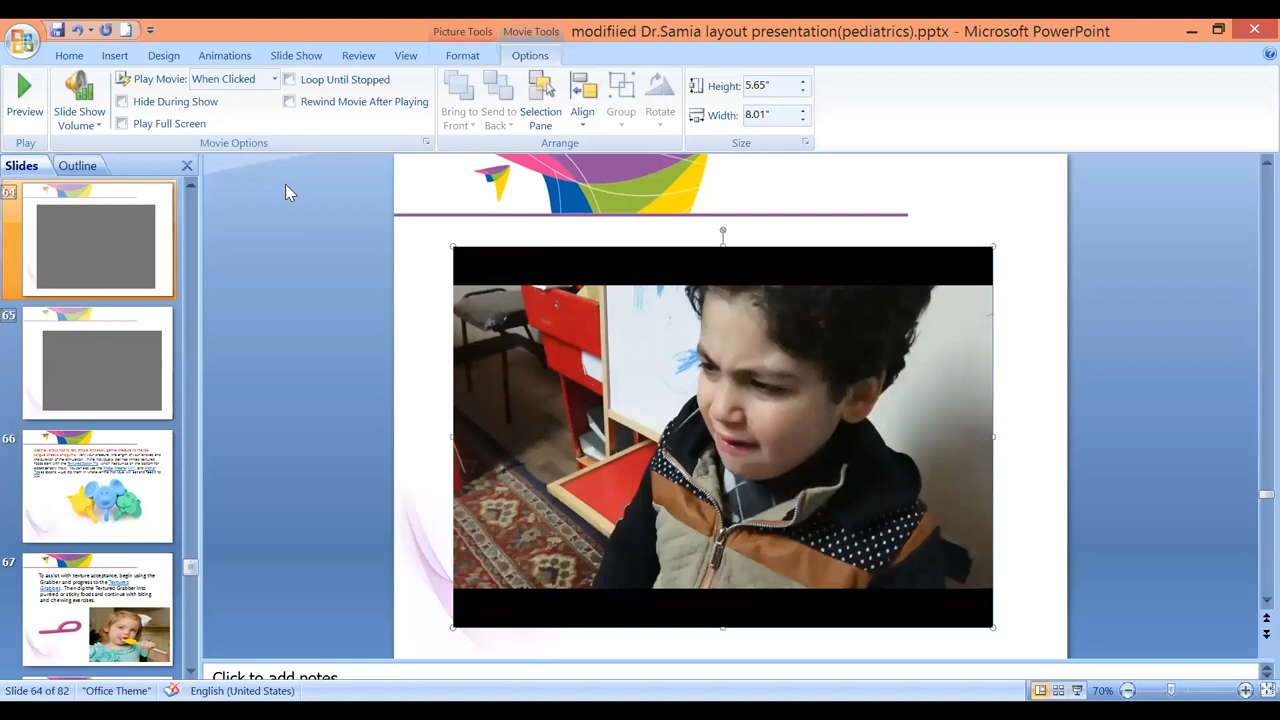 Picture Tools Movie Tools modifiied Dr.Samia layout presentation(pediatrics).pptx - Microsoft PowerPoint
Home Insert Design Animations Slide Show Review View Format Options
Preview
Slide Show Volume
Play Movie: When Clicked
Hide During Show
Play Full Screen
Loop Until Stopped
Rewind Movie After Playing
Bring to Front
Send to Back
Selection Pane
Align
Group
Rotate
Height: 5.65"
Width: 8.01"
Play Movie Options Arrange Size
Slides Outline
64
65
66
67
To assist with texture acceptance, begin using the
Grabber and progress to the Textured
Grabber. Then dip the Textured Grabber into
pureed or sticky foods and continue with biting
and chewing exercises.
Click to add notes
Slide 64 of 82 "Office Theme" English (United States) 70%